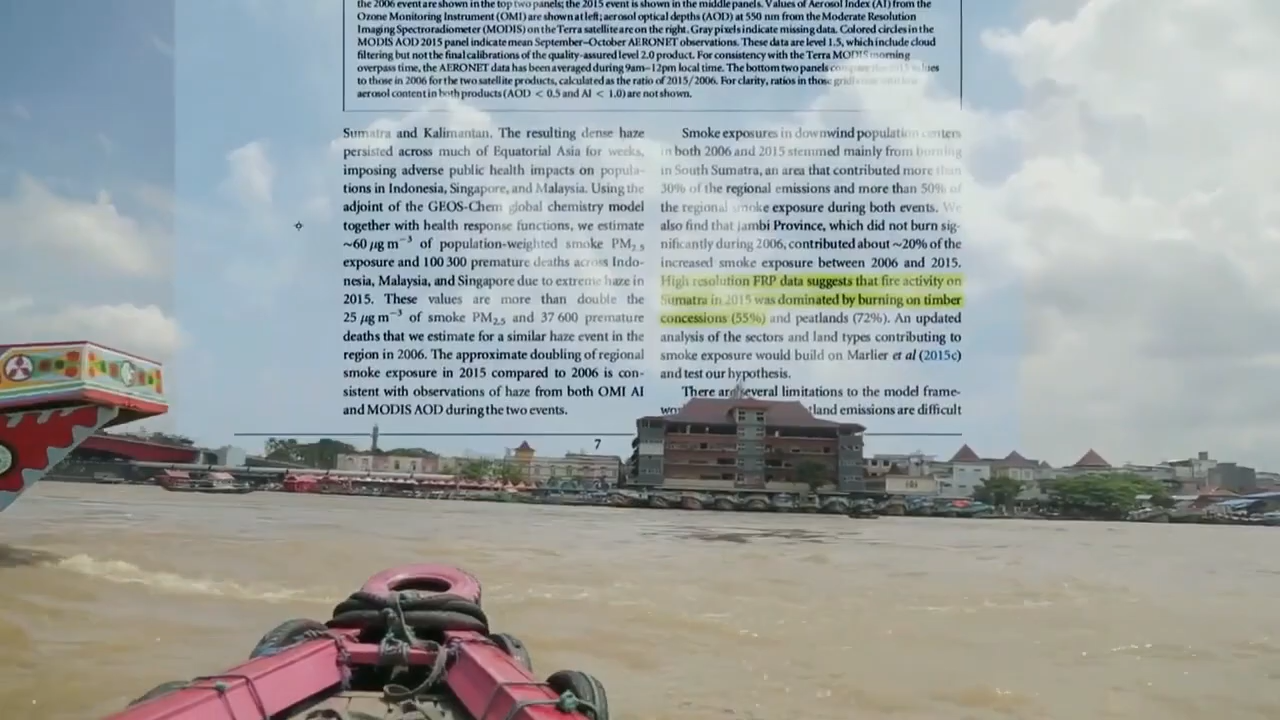 the 2006 event are shown in the top two panels; the 2015 event is shown in the middle panels. Values of Aerosol Index (AI) from the
Ozone Monitoring Instrument (OMI) are shown at left; aerosol optical depths (AOD) at 550 nm from the Moderate Resolution
Imaging Spectroradiometer (MODIS) on the Terra satellite are on the right. Gray pixels indicate missing data. Colored circles in the
MODIS AOD 2015 panel indicate mean September–October AERONET observations. These data are level 1.5, which include cloud
filtering but not the final calibrations of the quality-assured level 2.0 product. For consistency with the Terra MODIS morning
overpass time, the AERONET data has been averaged during 9am–12pm local time. The bottom two panels compare the 2015 values
to those in 2006 for the two satellite products, calculated as the ratio of 2015/2006. For clarity, ratios in those grid
aerosol content in both products (AOD < 0.5 and AI < 1.0) are not shown.
Sumatra and Kalimantan. The resulting dense haze
persisted across much of Equatorial Asia for weeks,
imposing adverse public health impacts on popula-
tions in Indonesia, Singapore, and Malaysia. Using the
adjoint of the GEOS-Chem global chemistry model
together with health response functions, we estimate
~60 μg m⁻³ of population-weighted smoke PM₂.₅
exposure and 100 300 premature deaths across Indo-
nesia, Malaysia, and Singapore due to extreme haze in
2015. These values are more than double the
25 μg m⁻³ of smoke PM₂.₅ and 37 600 premature
deaths that we estimate for a similar haze event in the
region in 2006. The approximate doubling of regional
smoke exposure in 2015 compared to 2006 is con-
sistent with observations of haze from both OMI AI
and MODIS AOD during the two events.
Smoke exposures in downwind population centers
in both 2006 and 2015 stemmed mainly from burning
in South Sumatra, an area that contributed more than
30% of the regional emissions and more than 50% of
the regional smoke exposure during both events. We
also find that Jambi Province, which did not burn sig-
nificantly during 2006, contributed about ~20% of the
increased smoke exposure between 2006 and 2015.
High resolution FRP data suggests that fire activity on
Sumatra in 2015 was dominated by burning on timber
concessions (55%) and peatlands (72%). An updated
analysis of the sectors and land types contributing to
smoke exposure would build on Marlier et al (2015c)
and test our hypothesis.
There are several limitations to the model frame-
land emissions are difficult
7